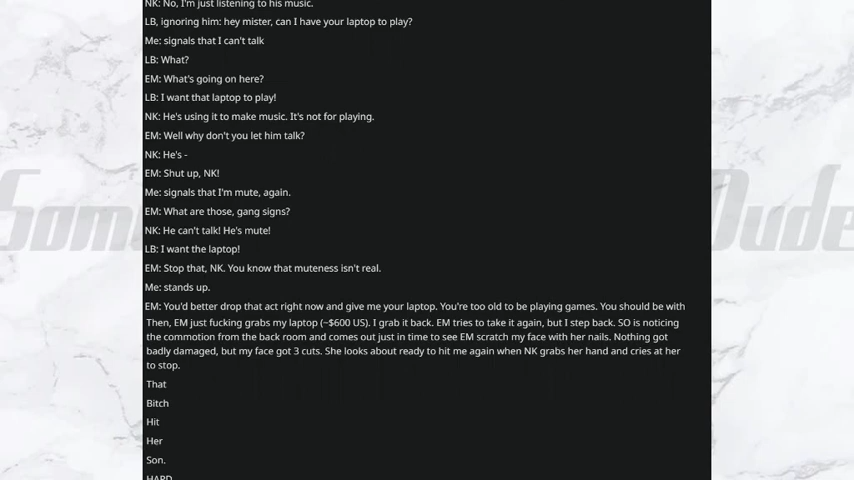 NK: No, I'm just listening to his music.
LB, ignoring him: hey mister, can I have your laptop to play?
Me: signals that I can't talk
LB: What?
EM: What's going on here?
LB: I want that laptop to play!
NK: He's using it to make music. It's not for playing.
EM: Well why don't you let him talk?
NK: He's -
EM: Shut up, NK!
Me: signals that I'm mute, again.
EM: What are those, gang signs?
NK: He can't talk! He's mute!
LB: I want the laptop!
EM: Stop that, NK. You know that muteness isn't real.
Me: stands up.
EM: You'd better drop that act right now and give me your laptop. You're too old to be playing games. You should be with
Then, EM just fucking grabs my laptop (~$600 US). I grab it back. EM tries to take it again, but I step back. SO is noticing
the commotion from the back room and comes out just in time to see EM scratch my face with her nails. Nothing got
badly damaged, but my face got 3 cuts. She looks about ready to hit me again when NK grabs her hand and cries at her
to stop.
That
Bitch
Hit
Her
Son.
HARD
Som
Dude